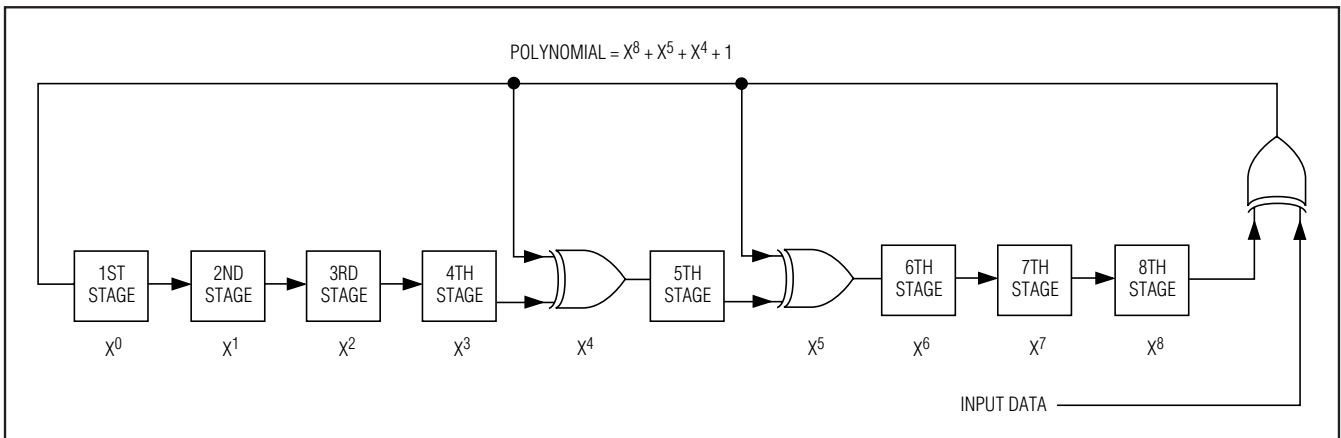 POLYNOMIAL = X⁸ + X⁵ + X⁴ + 1
1ST
STAGE
2ND
STAGE
3RD
STAGE
4TH
STAGE
5TH
STAGE
6TH
STAGE
7TH
STAGE
8TH
STAGE
X⁰
X¹
X²
X³
X⁴
X⁵
X⁶
X⁷
X⁸
INPUT DATA